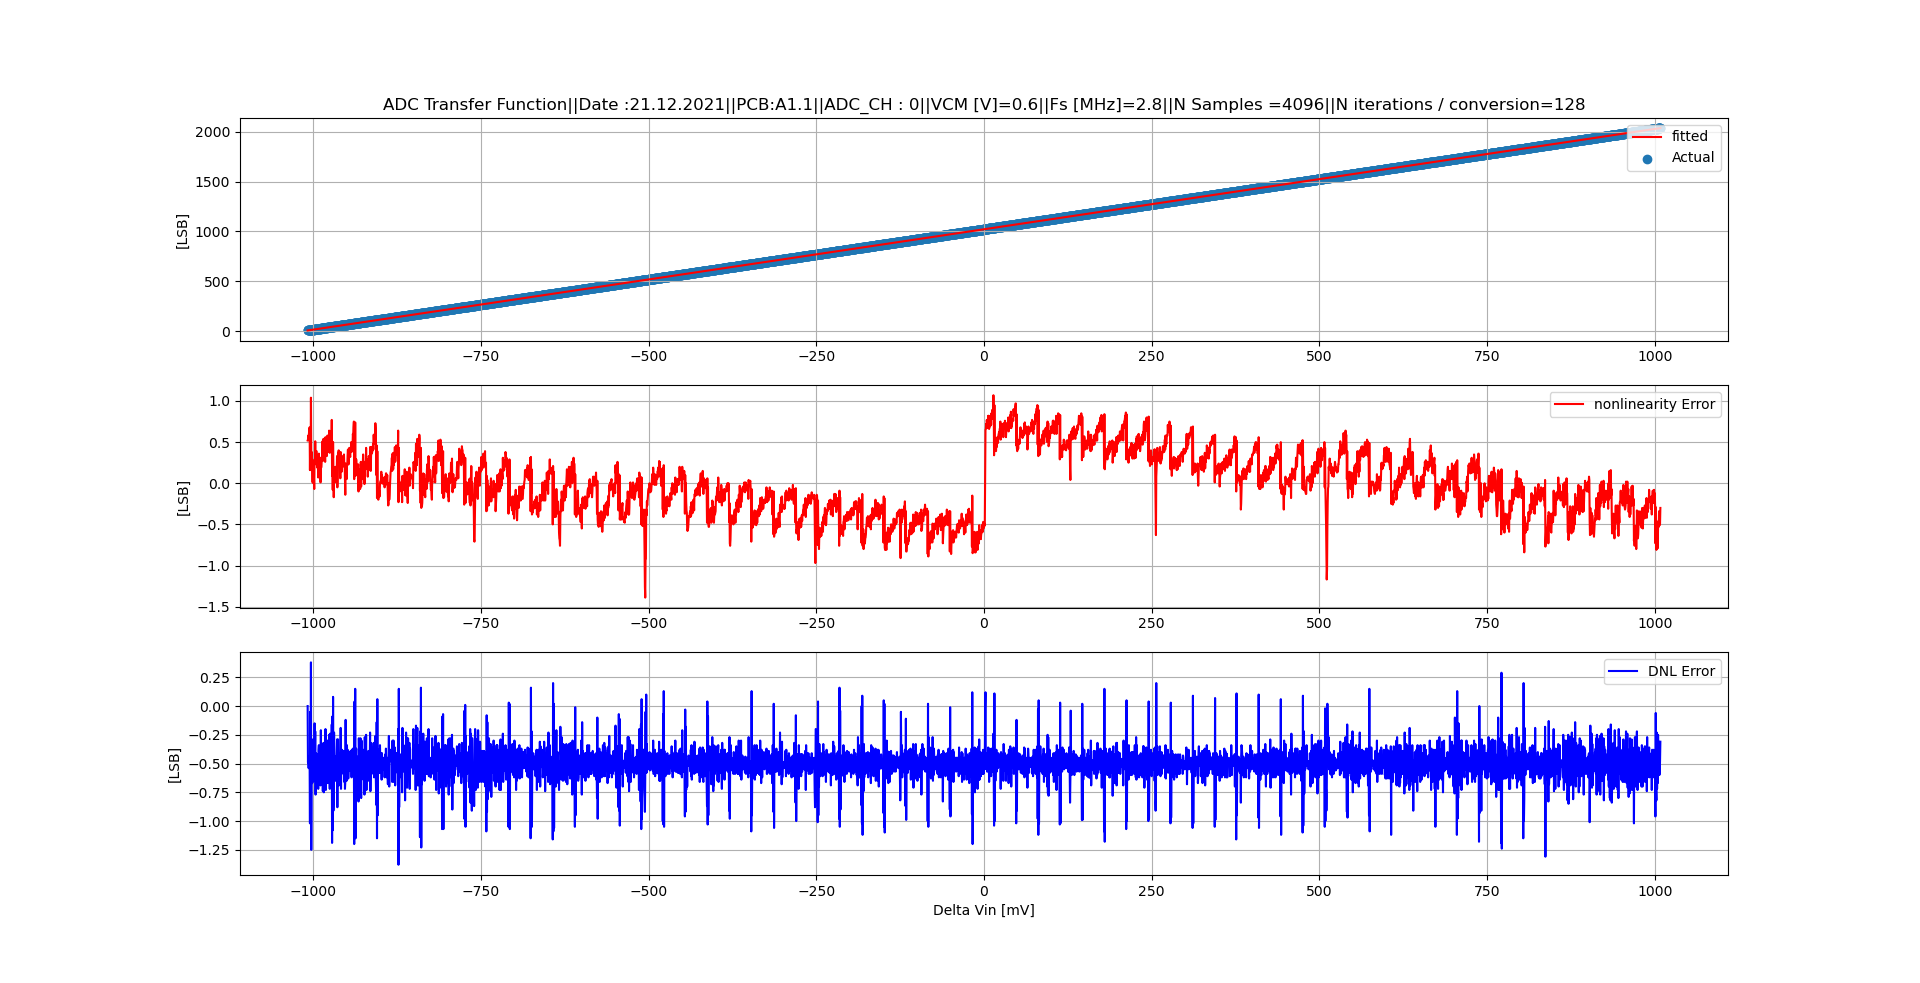 ADC Transfer Function||Date :21.12.2021||PCB:A1.1||ADC_CH : 0||VCM [V]=0.6||Fs [MHz]=2.8||N Samples =4096||N iterations / conversion=128
2000
1500
1000
500
0
[LSB]
fitted
Actual
−1000 −750 −500 −250 0 250 500 750 1000
1.0
0.5
0.0
−0.5
−1.0
−1.5
[LSB]
nonlinearity Error
−1000 −750 −500 −250 0 250 500 750 1000
0.25
0.00
−0.25
−0.50
−0.75
−1.00
−1.25
[LSB]
DNL Error
−1000 −750 −500 −250 0 250 500 750 1000
Delta Vin [mV]